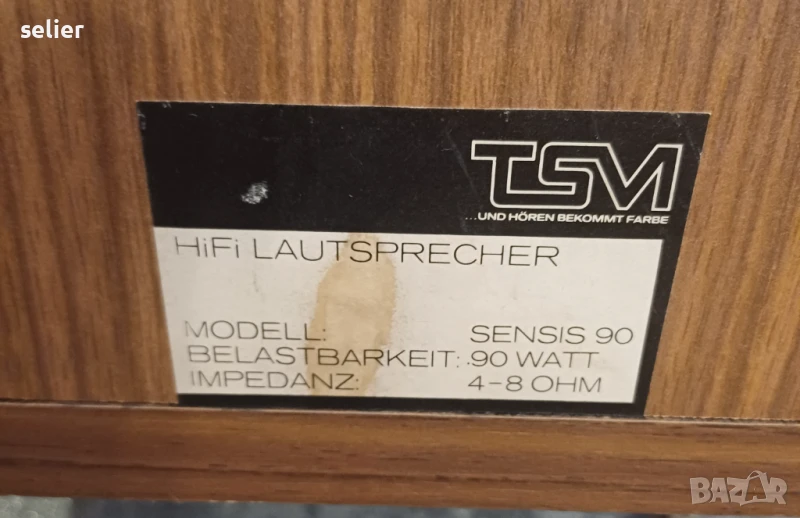 selier
TSM
...UND HÖREN BEKOMMT FARBE
HiFi LAUTSPRECHER
MODELL: SENSIS 90
BELASTBARKEIT: 90 WATT
IMPEDANZ: 4-8 OHM
BAZAR